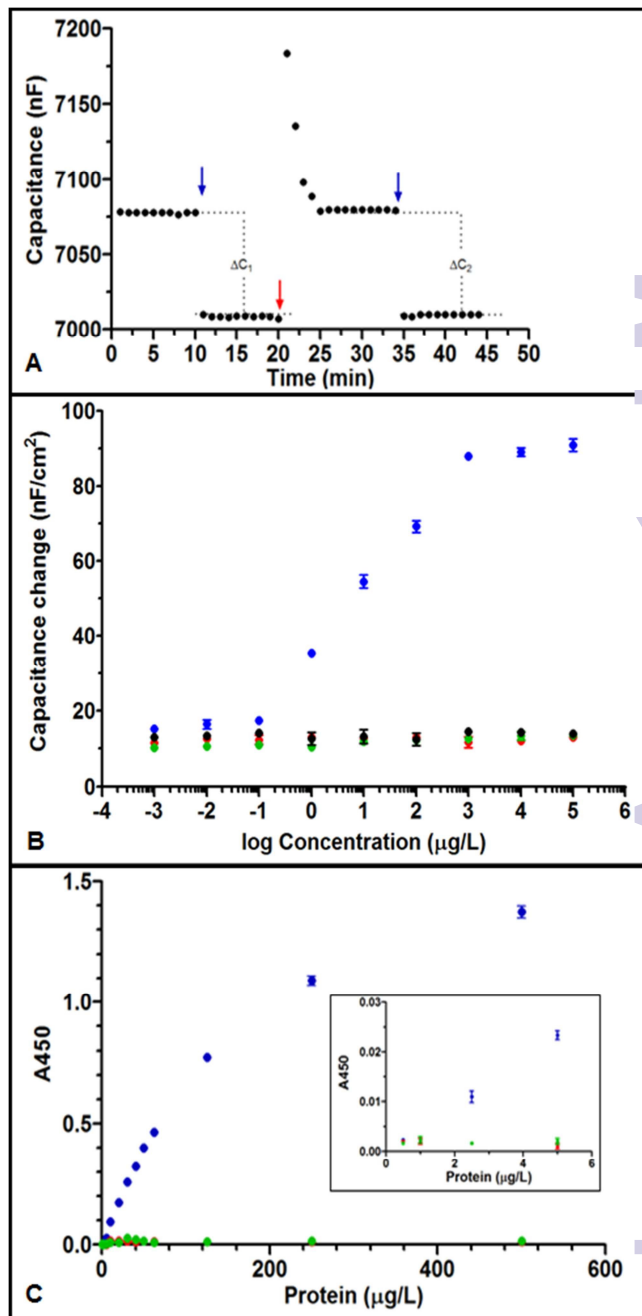 7200
7150
7100
7050
7000
Capacitance (nF)
ΔC1
ΔC2
0 5 10 15 20 25 30 35 40 45 50
Time (min)
A
100
80
60
40
20
0
Capacitance change (nF/cm²)
-4 -3 -2 -1 0 1 2 3 4 5 6
log Concentration (μg/L)
B
1.5
1.0
0.5
0.0
A450
0.03
0.02
0.01
0.00
A450
0 2 4 6
Protein (μg/L)
0 200 400 600
Protein (μg/L)
C